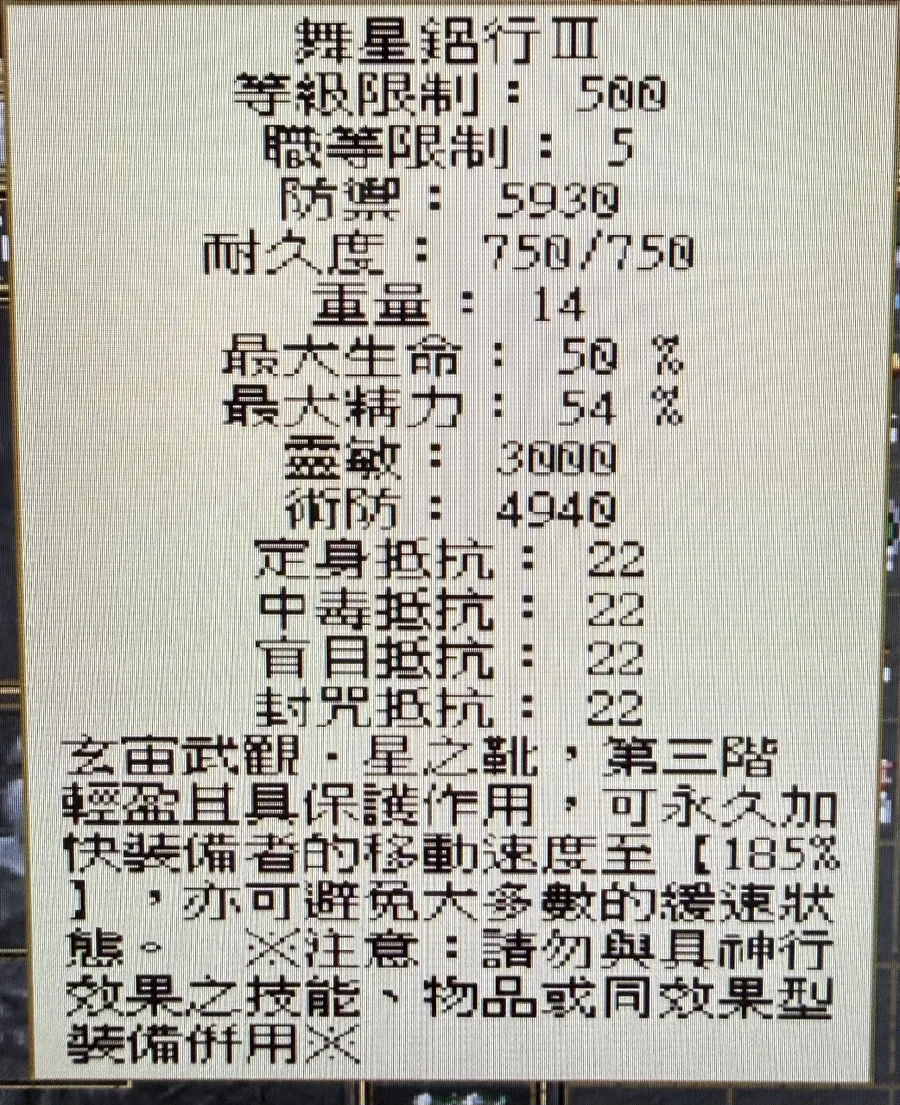 舞星鋁行Ⅲ
等級限制： 500
職等限制： 5
防禦： 5930
耐久度： 750/750
重量： 14
最大生命： 50 %
最大精力： 54 %
靈敏： 3000
術防： 4940
定身抵抗： 22
中毒抵抗： 22
盲目抵抗： 22
封咒抵抗： 22
玄宙武觀‧星之靴，第三階
輕盈且具保護作用，可永久加
快裝備者的移動速度至【185%
】，亦可避免大多數的緩速狀
態。 ※注意：請勿與具神行
效果之技能、物品或同效果型
裝備併用※